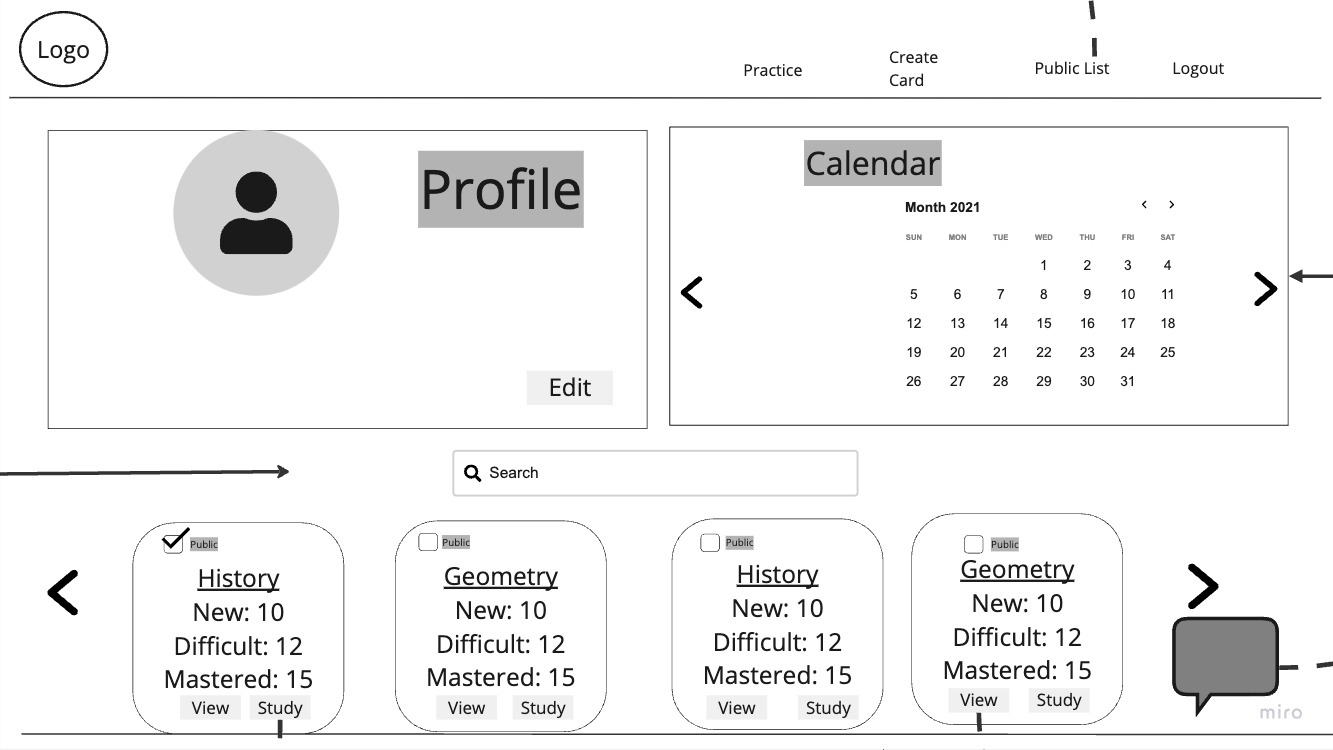 Logo
Practice
Create
Card
Public List
Logout
Profile
Edit
Calendar
Month 2021
SUN MON TUE WED THU FRI SAT
1 2 3 4
5 6 7 8 9 10 11
12 13 14 15 16 17 18
19 20 21 22 23 24 25
26 27 28 29 30 31
Search
Public
History
New: 10
Difficult: 12
Mastered: 15
View Study
Public
Geometry
New: 10
Difficult: 12
Mastered: 15
View Study
Public
History
New: 10
Difficult: 12
Mastered: 15
View Study
Public
Geometry
New: 10
Difficult: 12
Mastered: 15
View Study
miro